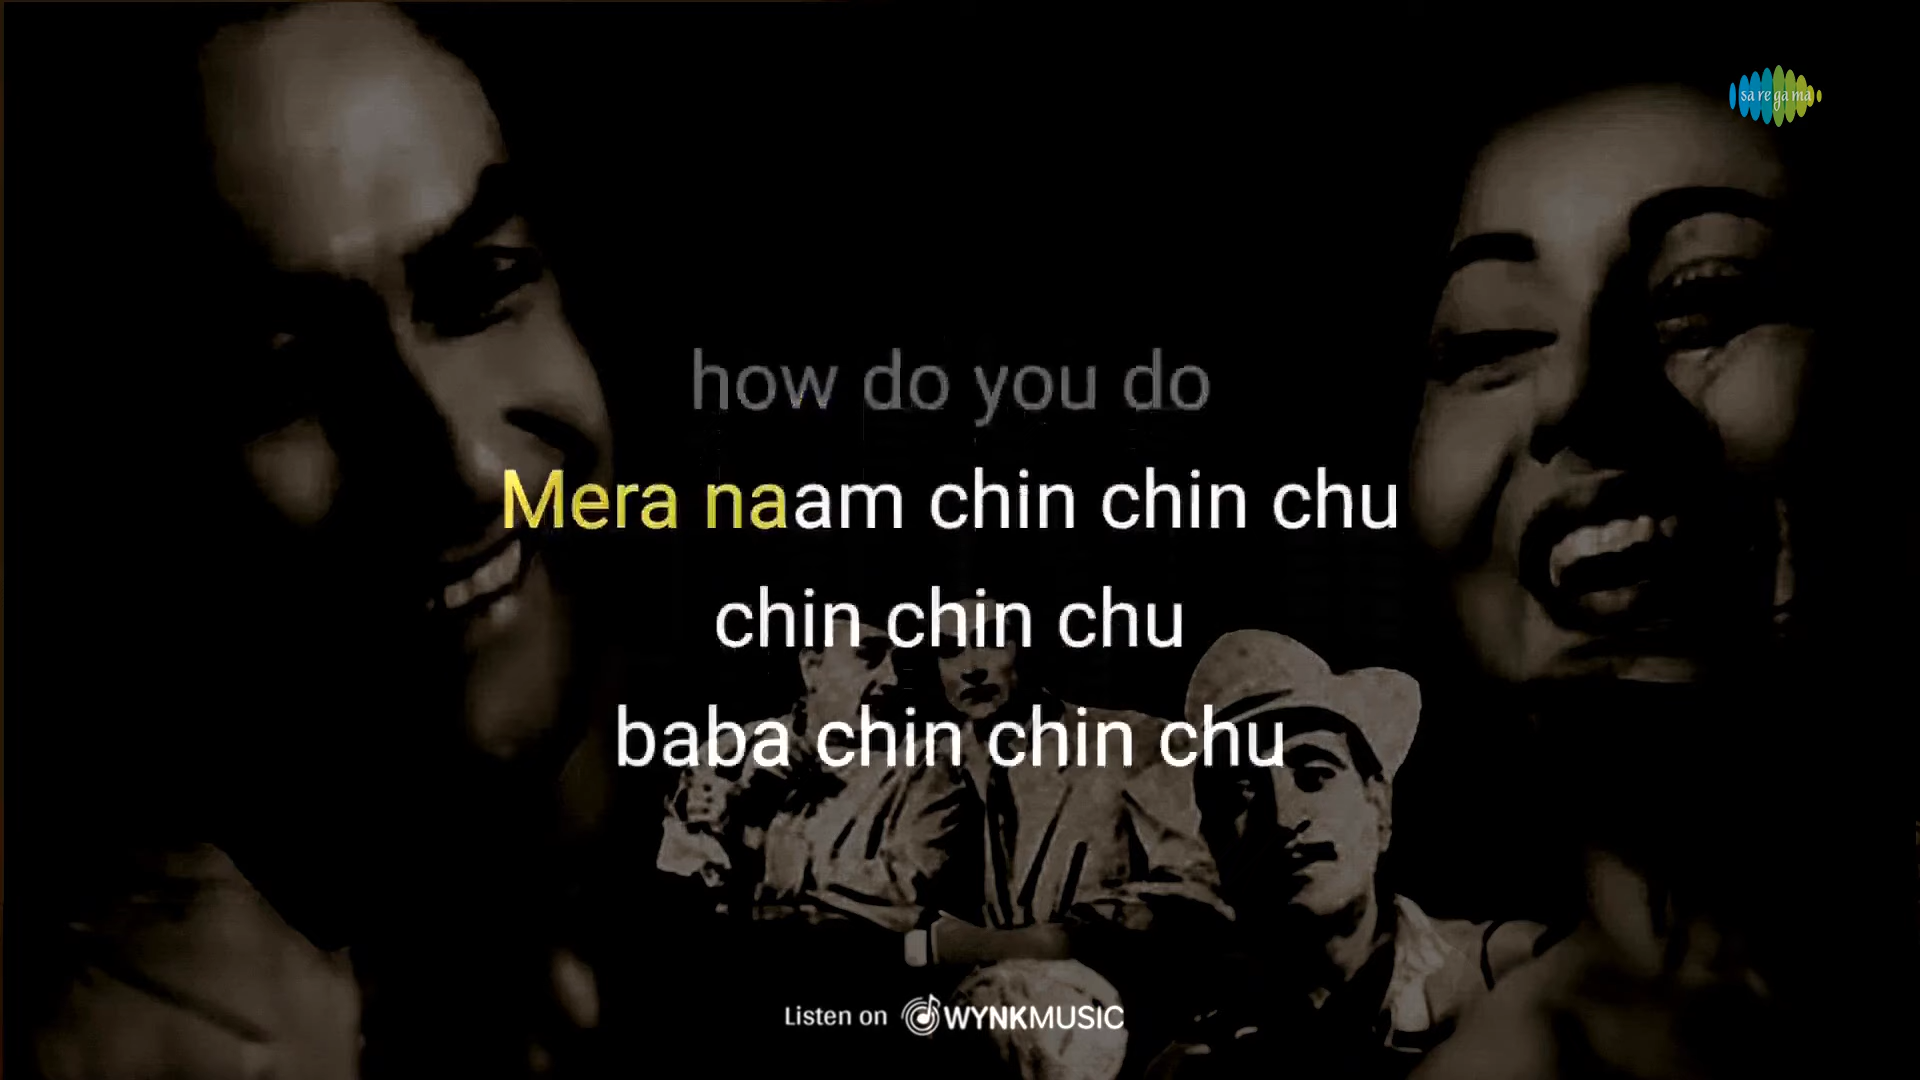 sa re ga ma
how do you do
Mera naam chin chin chu
chin chin chu
baba chin chin chu
Listen on WYNKMUSIC